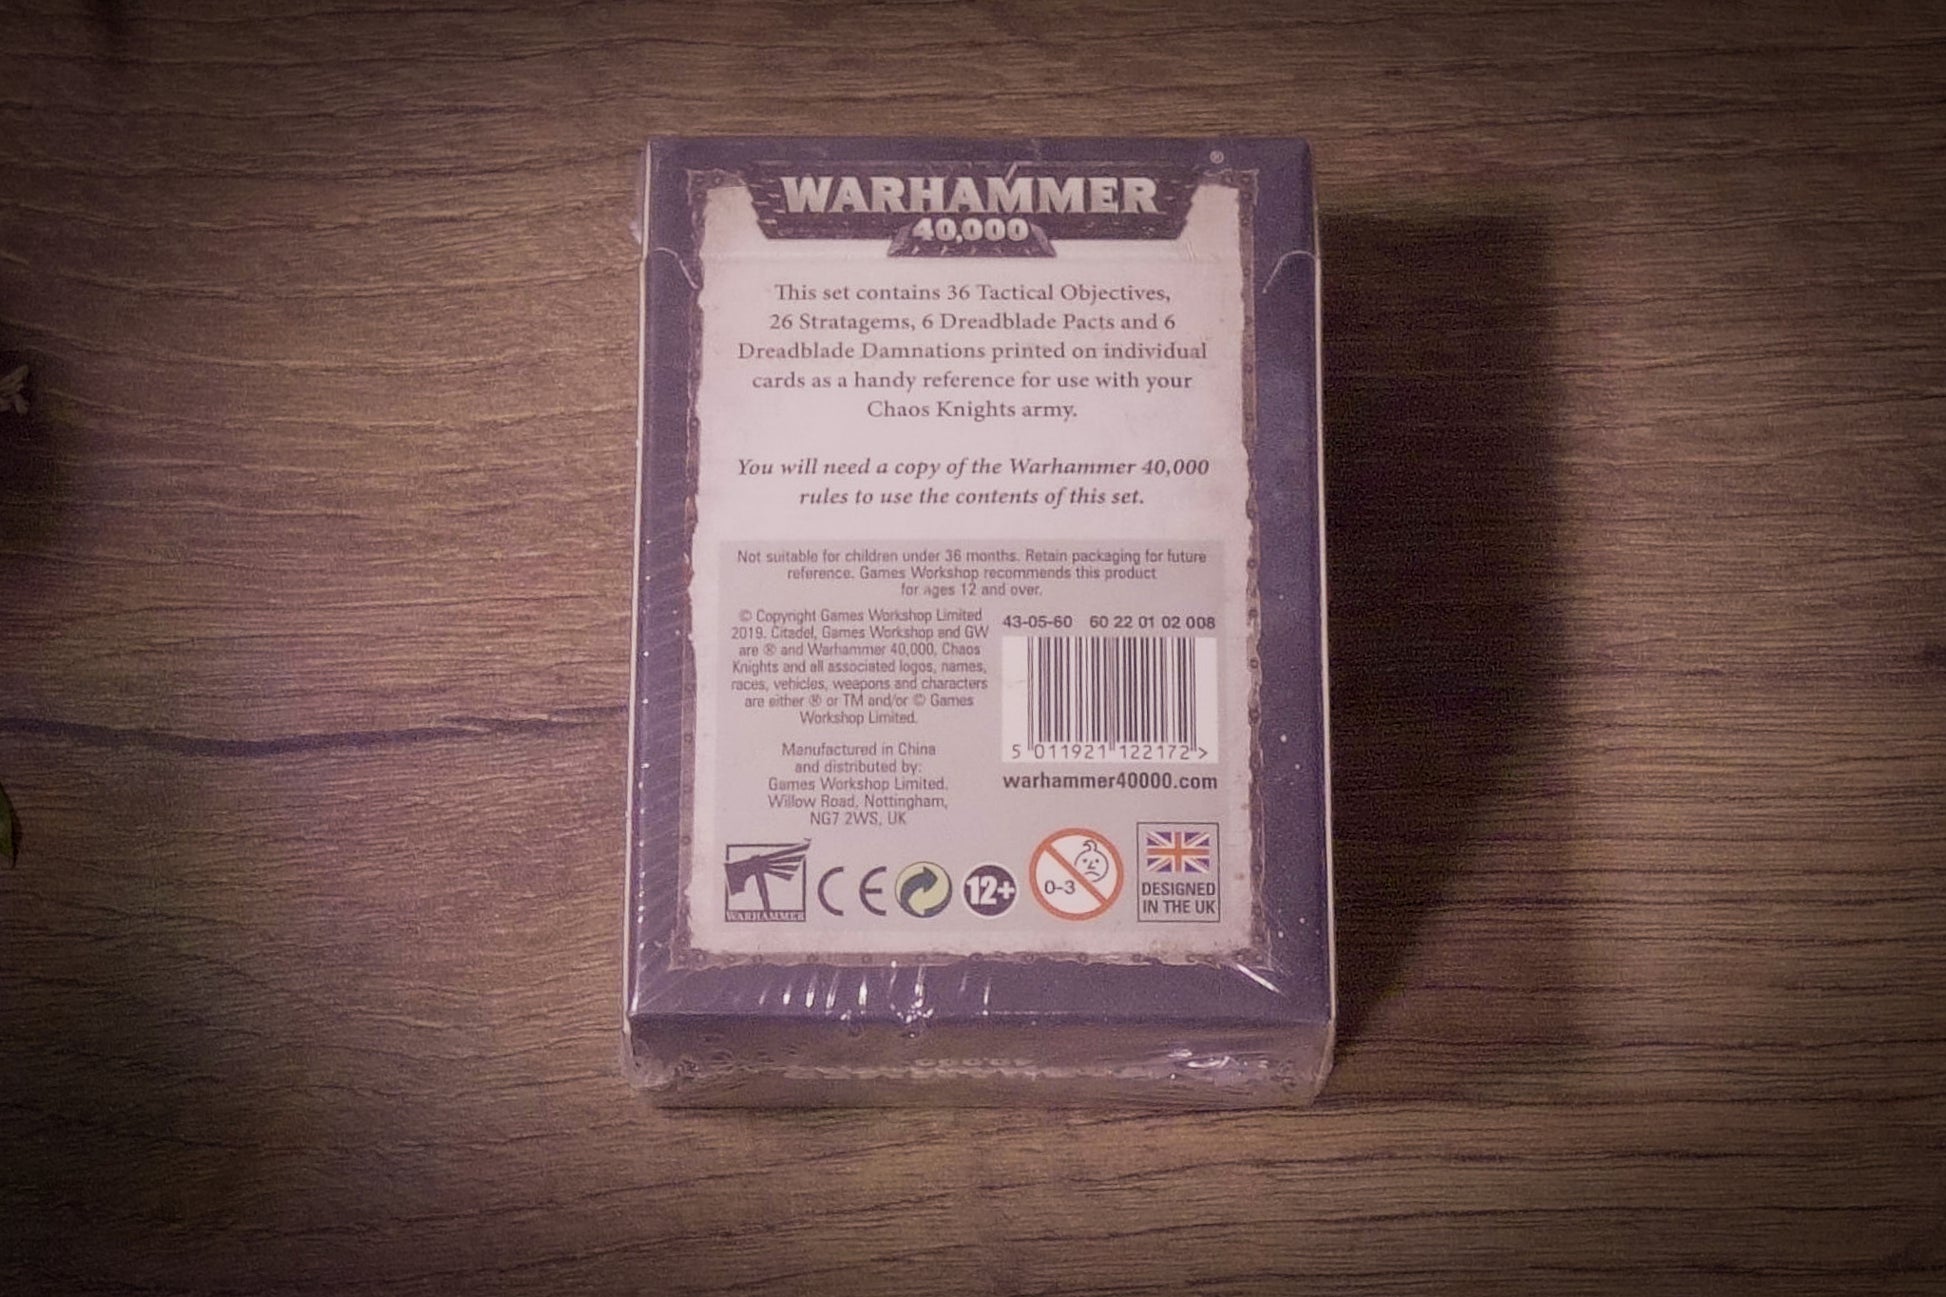 ®
WARHAMMER
40,000
This set contains 36 Tactical Objectives,
26 Stratagems, 6 Dreadblade Pacts and 6
Dreadblade Damnations printed on individual
cards as a handy reference for use with your
Chaos Knights army.
You will need a copy of the Warhammer 40,000
rules to use the contents of this set.
Not suitable for children under 36 months. Retain packaging for future
reference. Games Workshop recommends this product
for ages 12 and over.
© Copyright Games Workshop Limited
2019. Citadel, Games Workshop and GW
are ® and Warhammer 40,000, Chaos
Knights and all associated logos, names,
races, vehicles, weapons and characters
are either ® or TM and/or © Games
Workshop Limited.
Manufactured in China
and distributed by:
Games Workshop Limited,
Willow Road, Nottingham,
NG7 2WS, UK
43-05-60 60 22 01 02 008
5 011921 122172 >
warhammer40000.com
WARHAMMER
CE
12+
0-3
DESIGNED
IN THE UK